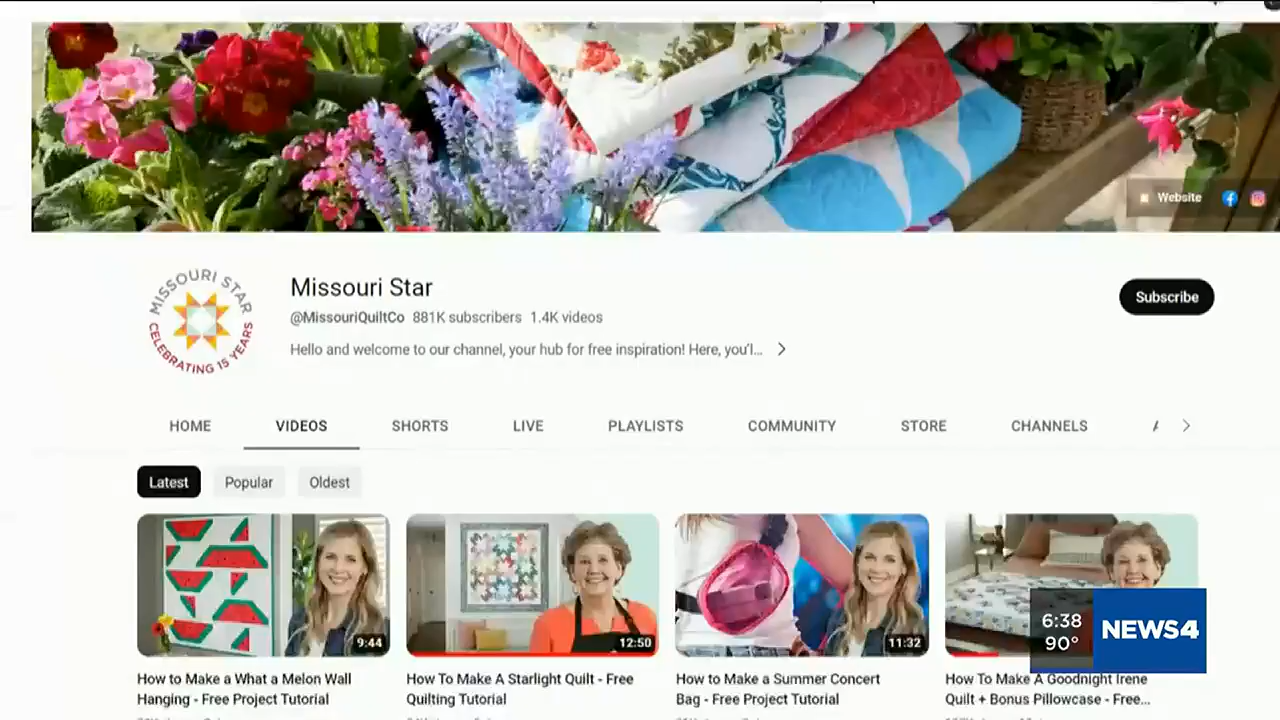 Website
MISSOURI STAR
CELEBRATING 15 YEARS
Missouri Star
@MissouriQuiltCo 881K subscribers 1.4K videos
Hello and welcome to our channel, your hub for free inspiration! Here, you'l...
Subscribe
HOME VIDEOS SHORTS LIVE PLAYLISTS COMMUNITY STORE CHANNELS
Latest Popular Oldest
9:44 12:50 11:32
6:38
90°
NEWS4
How to Make a What a Melon Wall
Hanging - Free Project Tutorial
How To Make A Starlight Quilt - Free
Quilting Tutorial
How to Make a Summer Concert
Bag - Free Project Tutorial
How To Make A Goodnight Irene
Quilt + Bonus Pillowcase - Free...